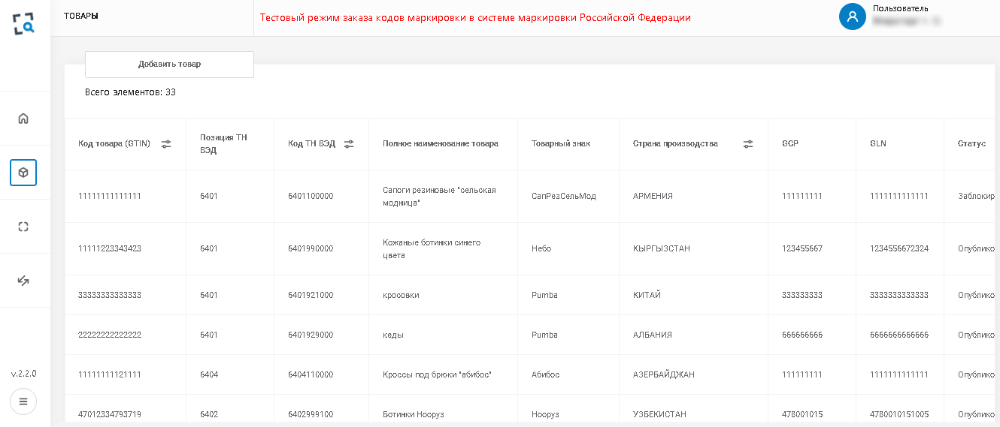 ТОВАРЫ
Тестовый режим заказа кодов маркировки в системе маркировки Российской Федерации
Пользователь
Добавить товар
Всего элементов: 33
Код товара (GTIN) Позиция ТН ВЭД Код ТН ВЭД Полное наименование товара Товарный знак Страна производства GCP GLN Статус
11111111111111 6401 6401100000 Сапоги резиновые "сельская модница" СапРезСельМод АРМЕНИЯ 111111111 1111111111111 Заблокир
11111223343423 6401 6401990000 Кожаные ботинки синего цвета Небо КЫРГЫЗСТАН 123455667 1234556672324 Опублико
33333333333333 6401 6401921000 кросовки Pumba КИТАЙ 333333333 3333333333333 Опублико
22222222222222 6401 6401929000 кеды Pumba АЛБАНИЯ 666666666 6666666666666 Опублико
11111111121111 6404 6404110000 Кроссы под брюки "абибос" Абибос АЗЕРБАЙДЖАН 111111111 1111111111111 Опублико
47012334793719 6402 6402999100 Ботинки Нооруз Нооруз УЗБЕКИСТАН 478001015 4780010151005 Опублико
v.2.2.0